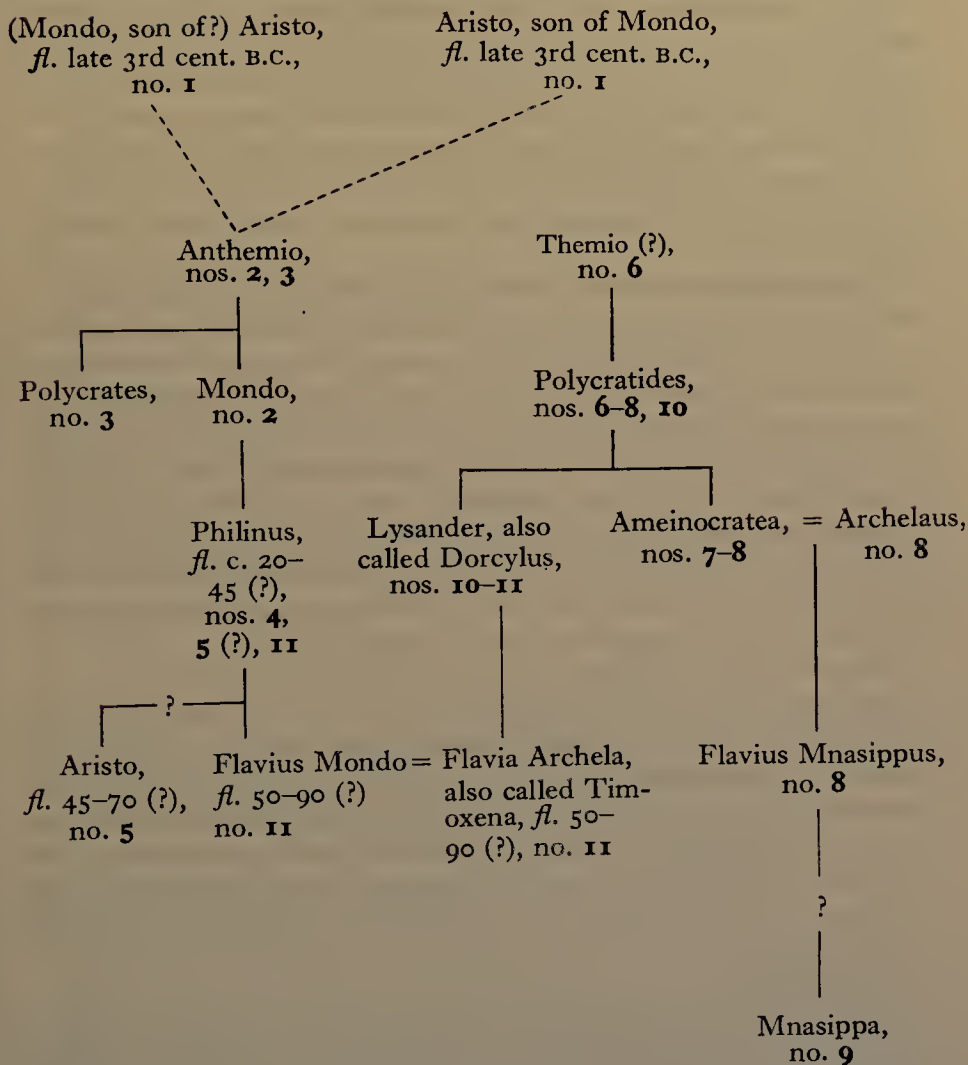 (Mondo, son of?) Aristo,
fl. late 3rd cent. B.C.,
no. 1
Aristo, son of Mondo,
fl. late 3rd cent. B.C.,
no. 1
Anthemio,
nos. 2, 3
Themio (?),
no. 6
Polycrates,
no. 3
Mondo,
no. 2
Polycratides,
nos. 6–8, 10
Philinus,
fl. c. 20–
45 (?),
nos. 4,
5 (?), 11
Lysander, also
called Dorcylus,
nos. 10–11
Ameinocratea,
nos. 7–8
=
Archelaus,
no. 8
?
Aristo,
fl. 45–70 (?),
no. 5
Flavius Mondo
fl. 50–90 (?)
no. 11
=
Flavia Archela,
also called Tim-
oxena, fl. 50–
90 (?), no. 11
Flavius Mnasippus,
no. 8
?
Mnasippa,
no. 9